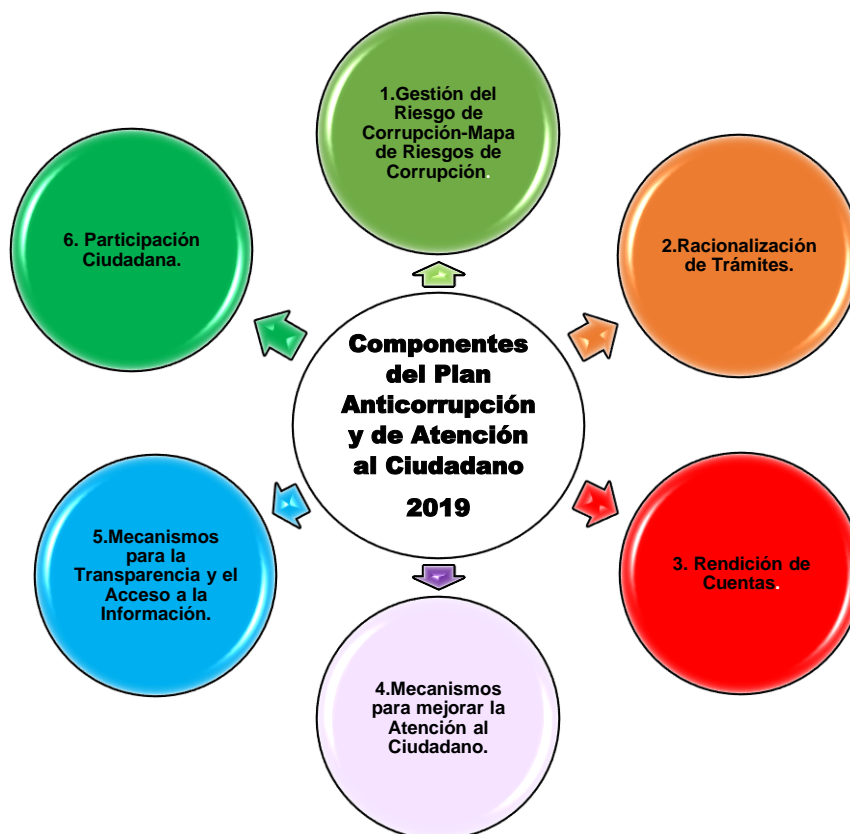 Componentes
del Plan
Anticorrupción
y de Atención
al Ciudadano
2019
1.Gestión del
Riesgo de
Corrupción-Mapa
de Riesgos de
Corrupción.
2.Racionalización
de Trámites.
3. Rendición de
Cuentas.
4.Mecanismos
para mejorar la
Atención al
Ciudadano.
5.Mecanismos
para la
Transparencia y el
Acceso a la
Información.
6. Participación
Ciudadana.